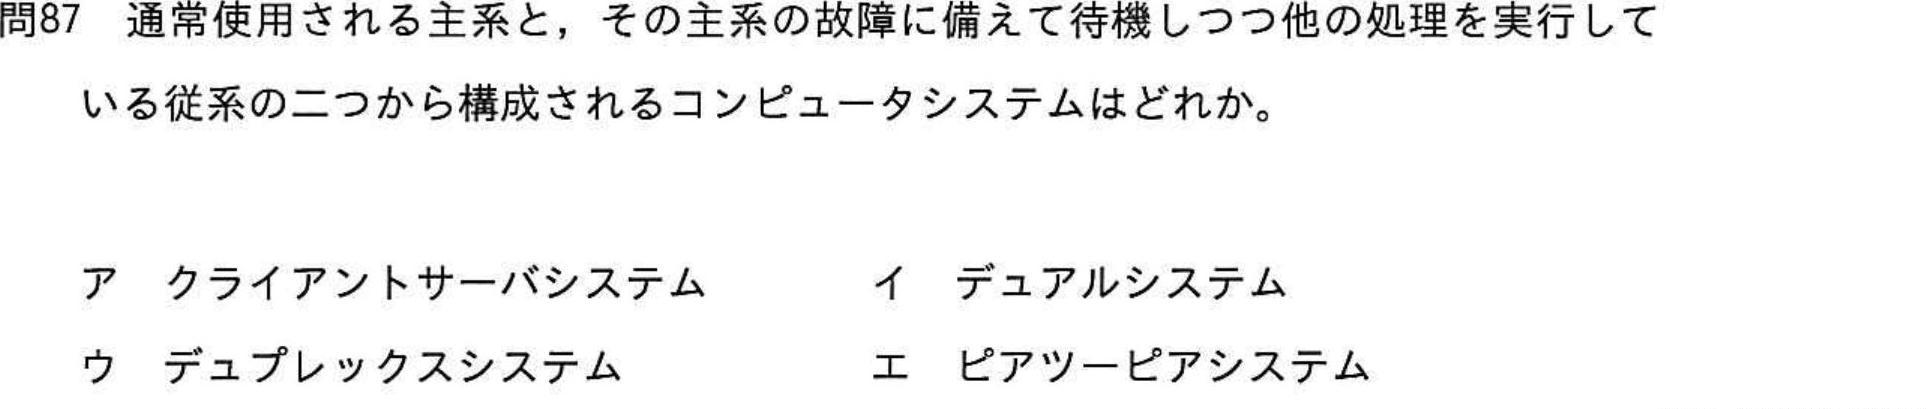 問87　通常使用される主系と，その主系の故障に備えて待機しつつ他の処理を実行して
いる従系の二つから構成されるコンピュータシステムはどれか。
ア　クライアントサーバシステム　イ　デュアルシステム
ウ　デュプレックスシステム　エ　ピアツーピアシステム